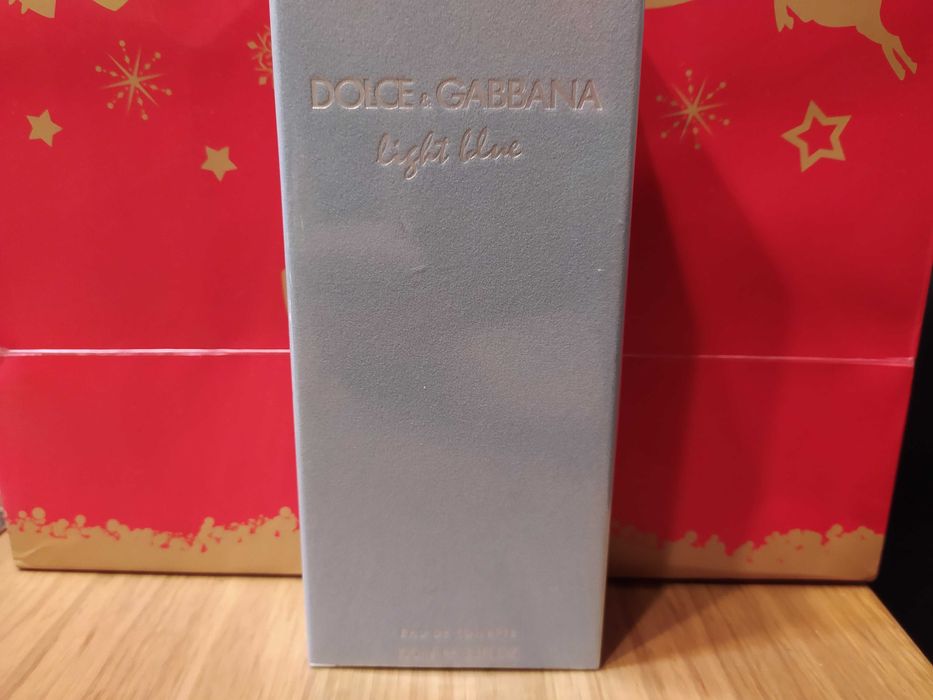 DOLCE & GABBANA
light blue
EAU DE TOILETTE